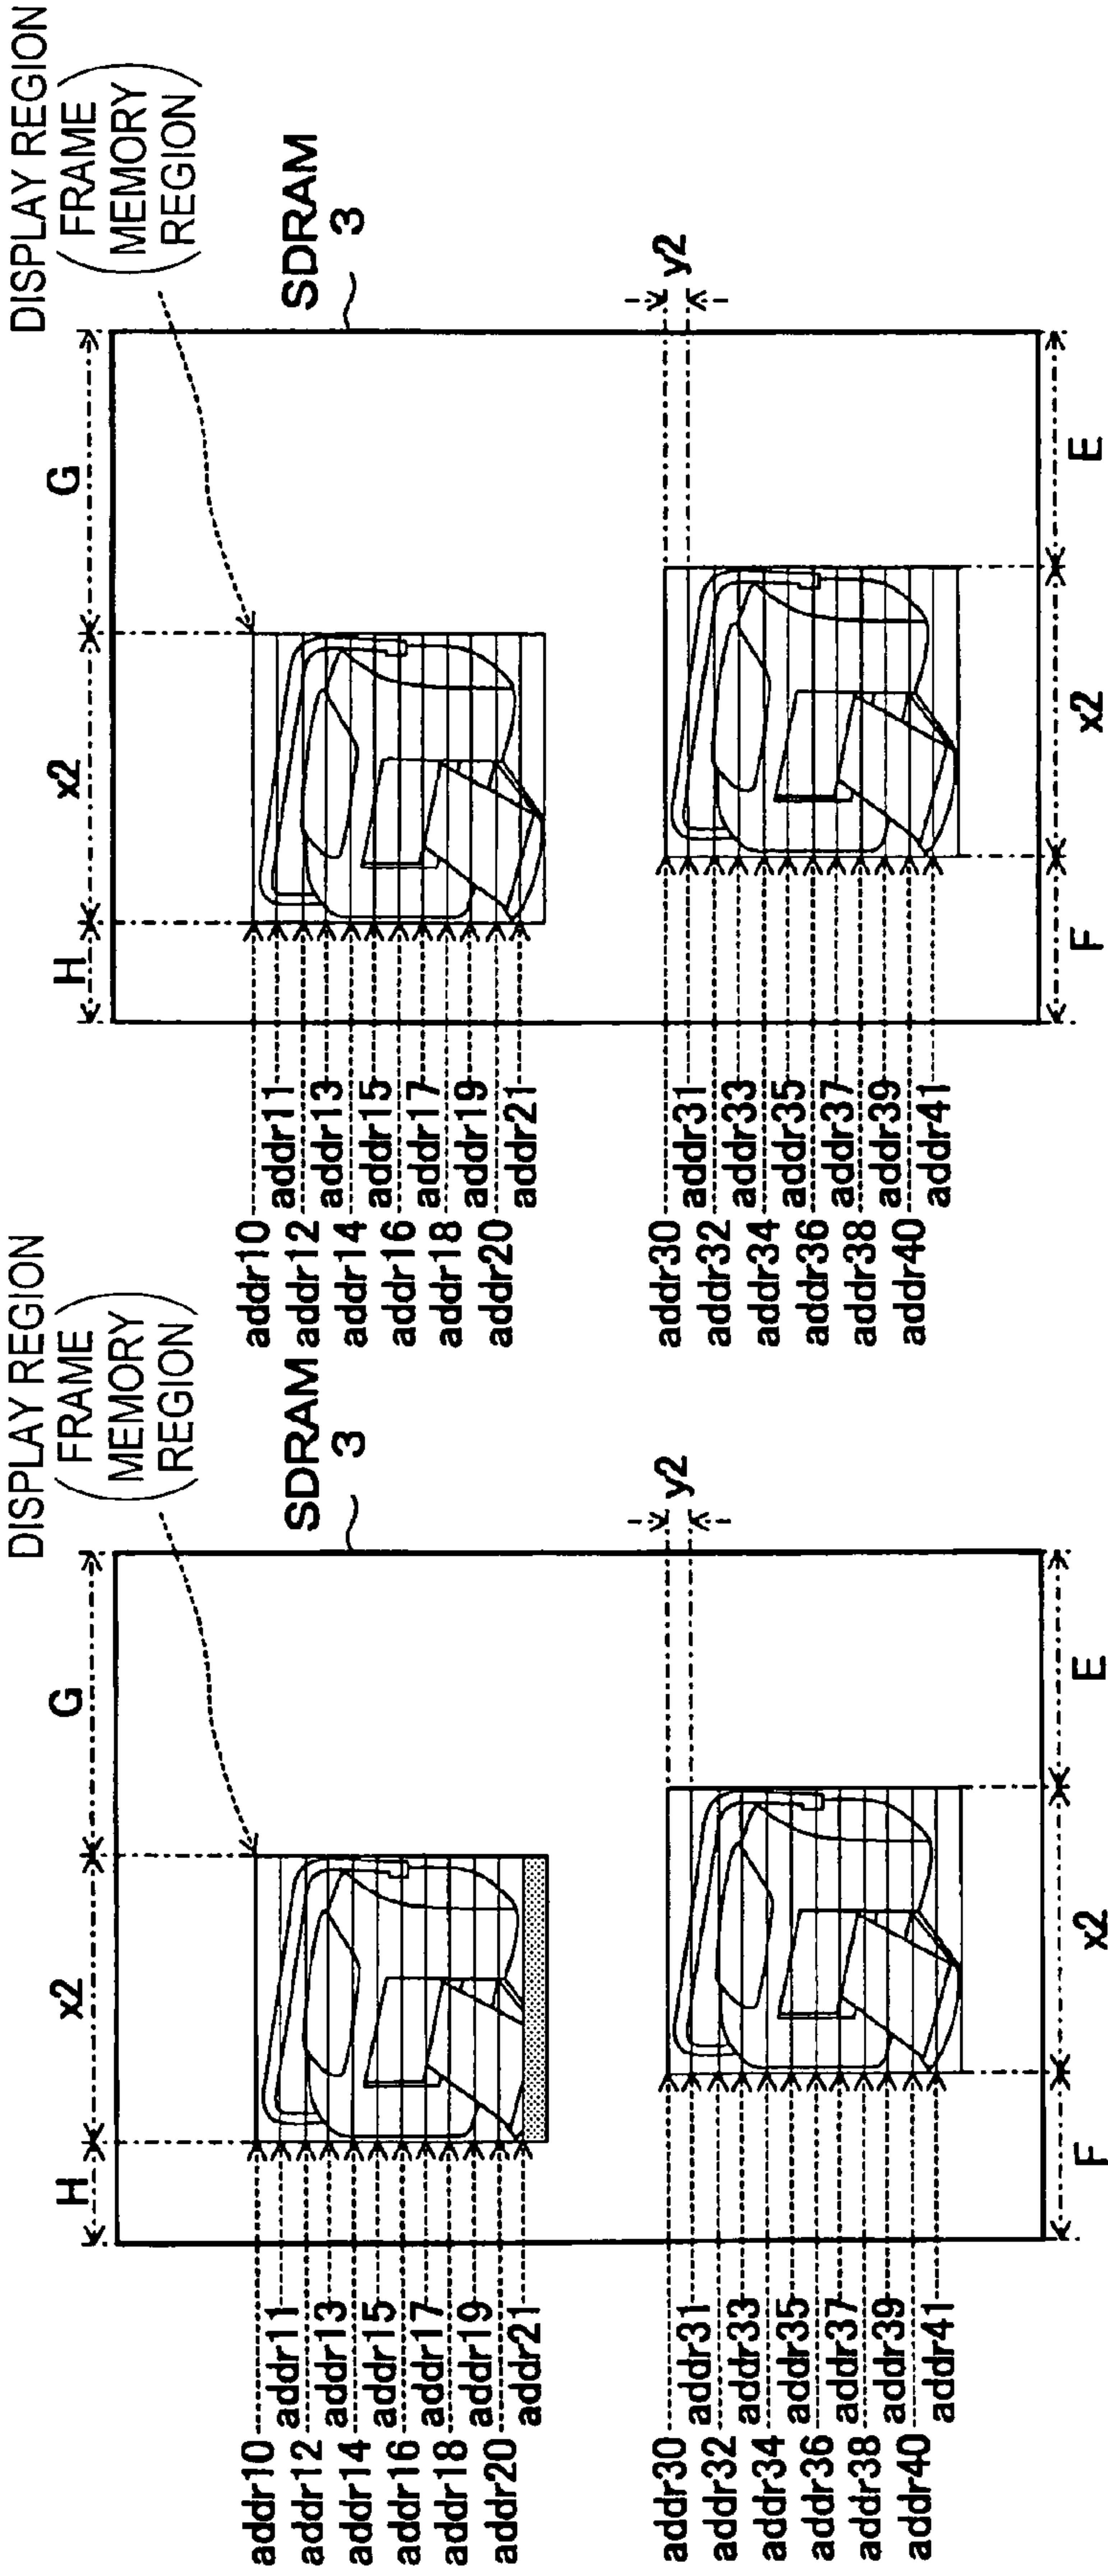 DISPLAY REGION
(FRAME
MEMORY
REGION)
H
x2
G
SDRAM
3
addr10
addr11
addr12
addr13
addr14
addr15
addr16
addr17
addr18
addr19
addr20
addr21
y2
addr30
addr31
addr32
addr33
addr34
addr35
addr36
addr37
addr38
addr39
addr40
addr41
F
x2
E
DISPLAY REGION
(FRAME
MEMORY
REGION)
H
x2
G
SDRAM
3
addr10
addr11
addr12
addr13
addr14
addr15
addr16
addr17
addr18
addr19
addr20
addr21
y2
addr30
addr31
addr32
addr33
addr34
addr35
addr36
addr37
addr38
addr39
addr40
addr41
F
x2
E